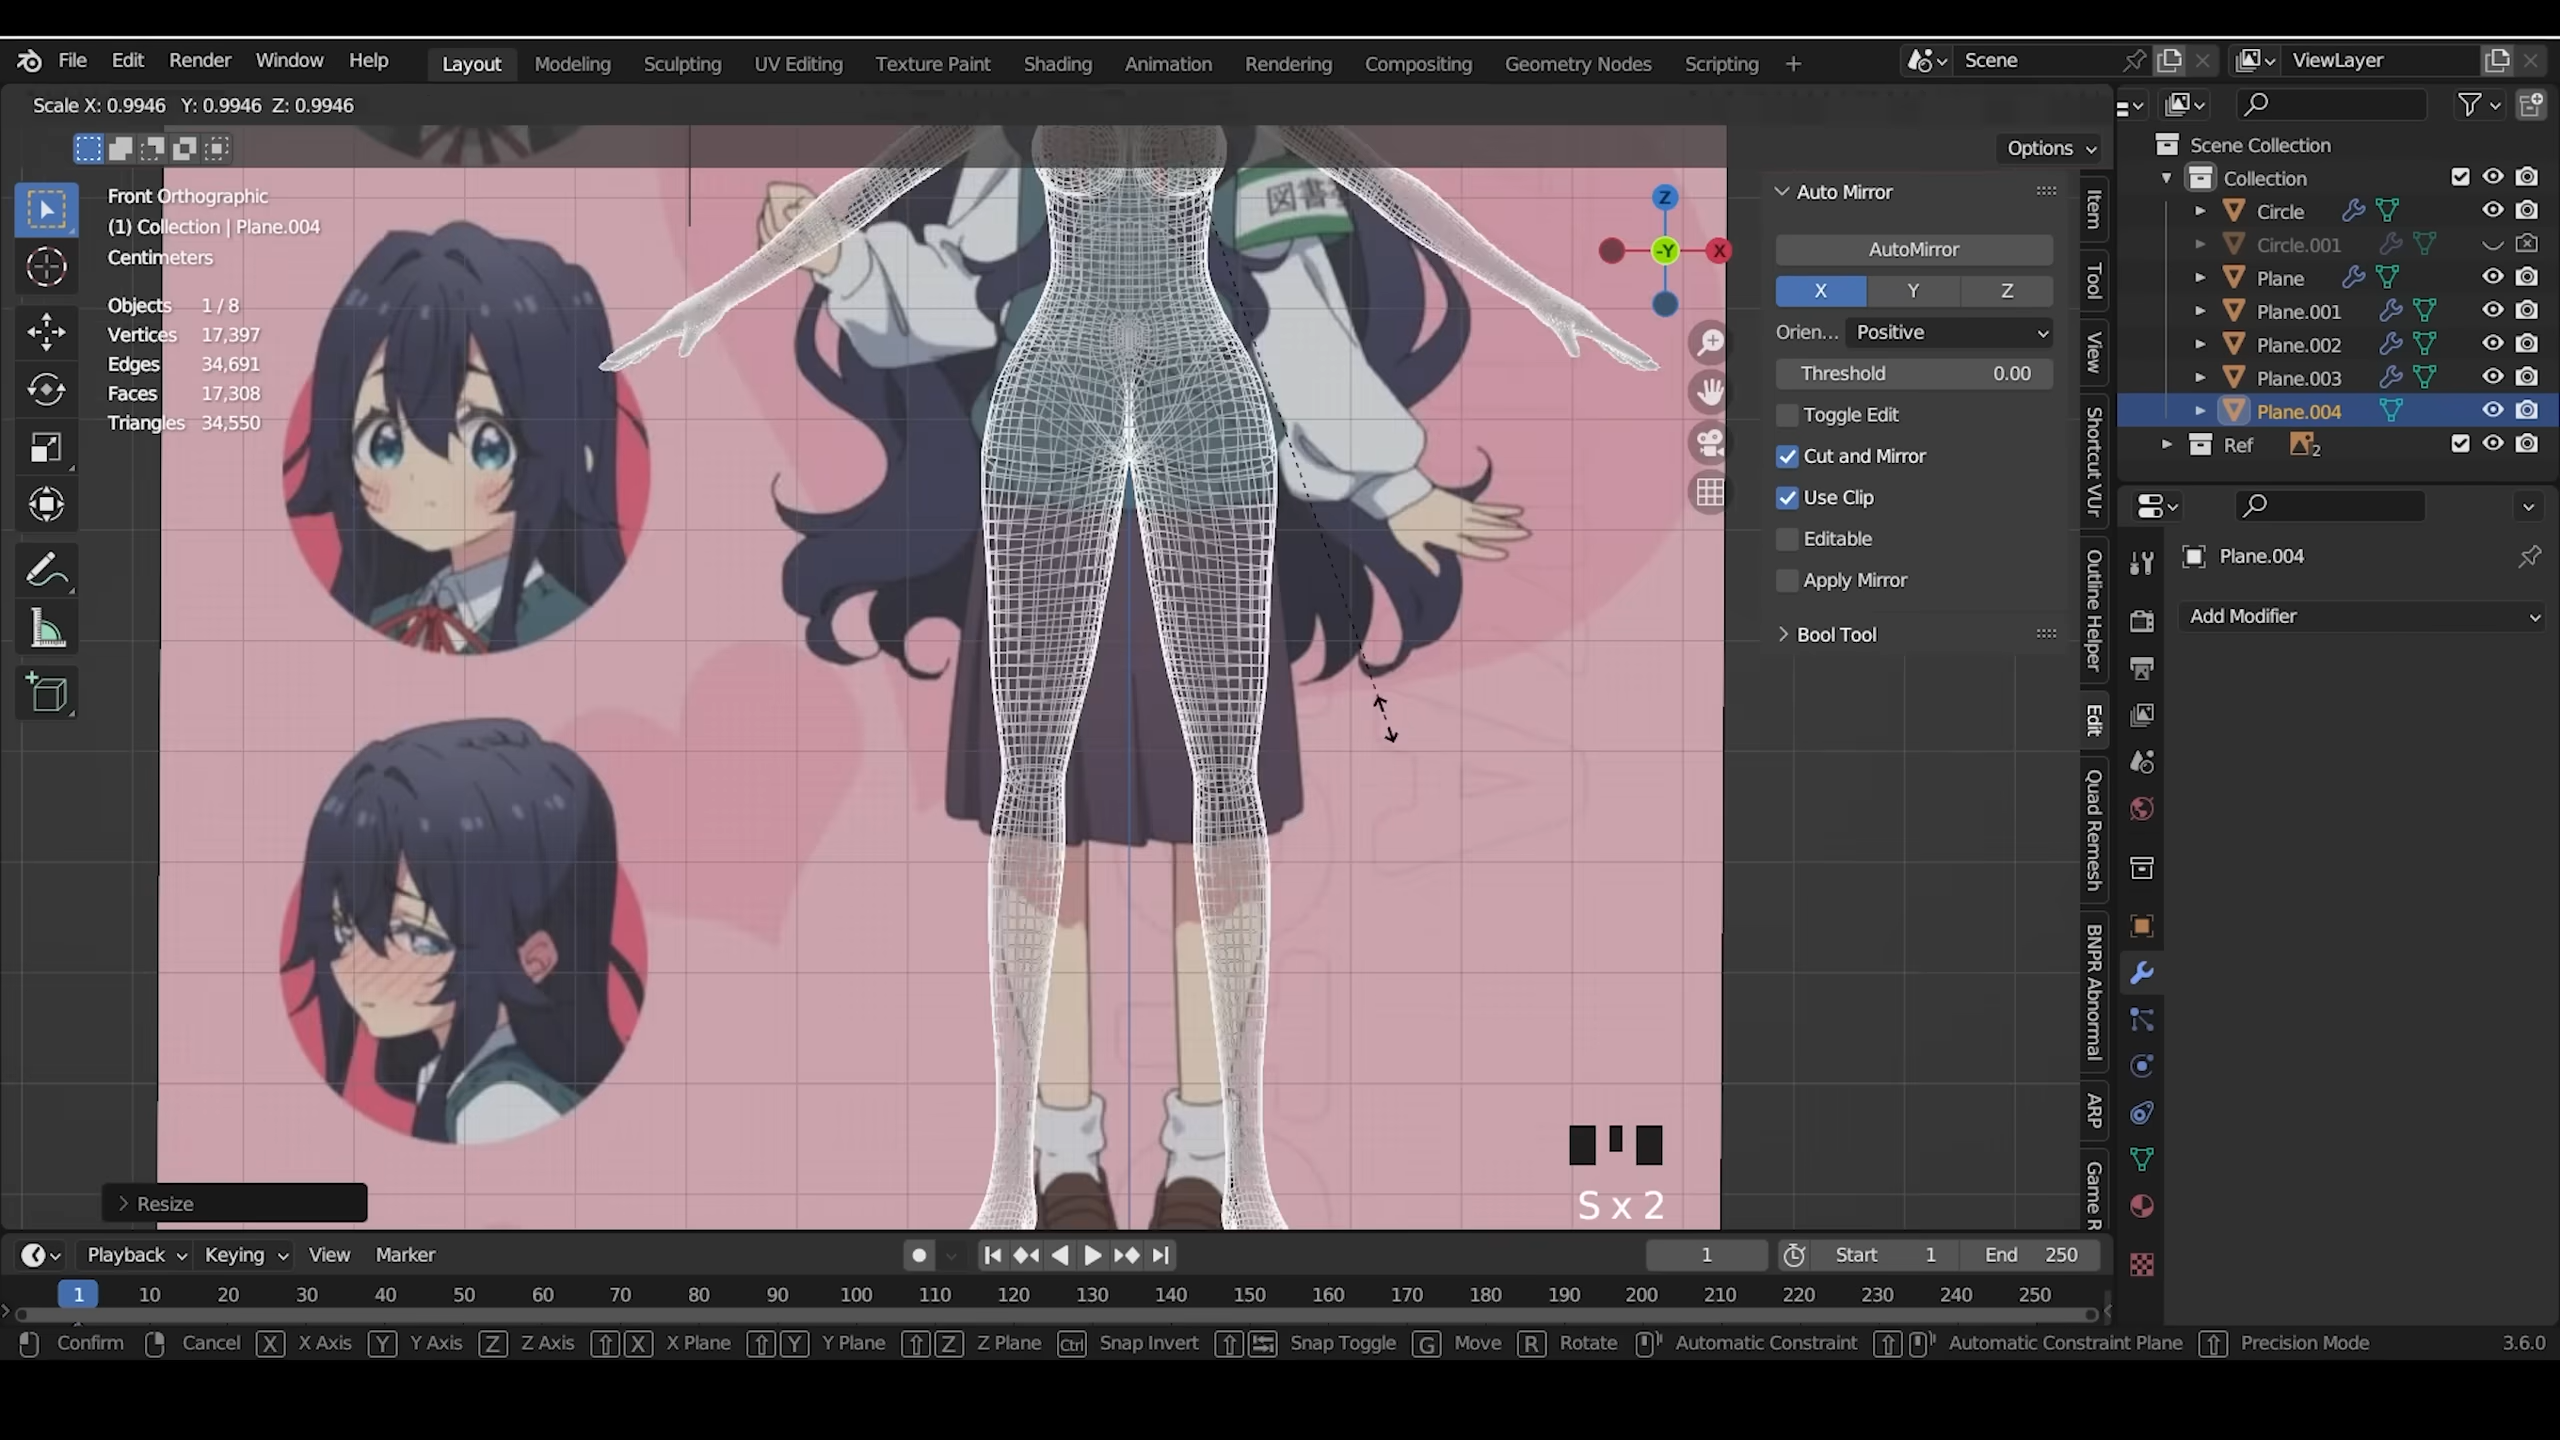 File Edit Render Window Help Layout Modeling Sculpting UV Editing Texture Paint Shading Animation Rendering Compositing Geometry Nodes Scripting + Scene ViewLayer
Scale X: 0.9946 Y: 0.9946 Z: 0.9946
Options
Front Orthographic
(1) Collection | Plane.004
Centimeters
Objects 1 / 8
Vertices 17,397
Edges 34,691
Faces 17,308
Triangles 34,550
図書
Z
-Y
X
Auto Mirror
AutoMirror
X Y Z
Orien... Positive
Threshold 0.00
Toggle Edit
Cut and Mirror
Use Clip
Editable
Apply Mirror
Bool Tool
Item
Tool
View
Shortcut VUr
Outline Helper
Edit
Quad Remesh
BNPR Abnormal
ARP
Game R
Scene Collection
Collection
Circle
Circle.001
Plane
Plane.001
Plane.002
Plane.003
Plane.004
Ref 2
Plane.004
Add Modifier
S x 2
Resize
Playback Keying View Marker 1 Start 1 End 250
1 10 20 30 40 50 60 70 80 90 100 110 120 130 140 150 160 170 180 190 200 210 220 230 240 250
Confirm Cancel X X Axis Y Y Axis Z Z Axis X X Plane Y Y Plane Z Z Plane Ctrl Snap Invert Snap Toggle G Move R Rotate Automatic Constraint Automatic Constraint Plane Precision Mode 3.6.0